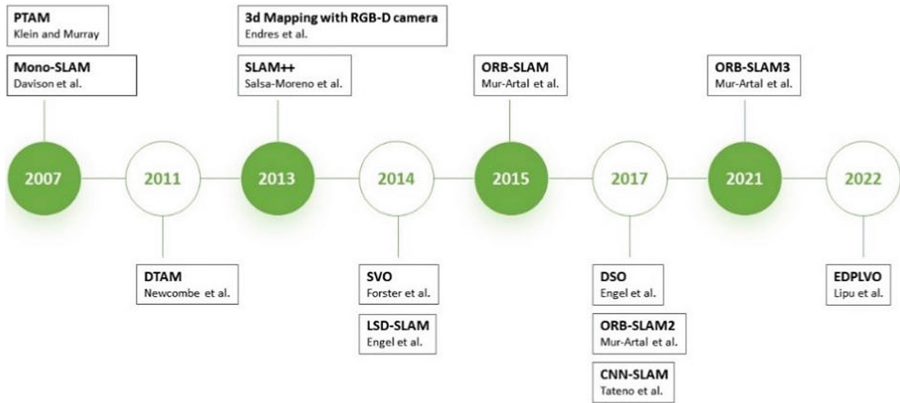 PTAM
Klein and Murray
Mono-SLAM
Davison et al.
3d Mapping with RGB-D camera
Endres et al.
SLAM++
Salsa-Moreno et al.
ORB-SLAM
Mur-Artal et al.
ORB-SLAM3
Mur-Artal et al.
2007
2011
2013
2014
2015
2017
2021
2022
DTAM
Newcombe et al.
SVO
Forster et al.
LSD-SLAM
Engel et al.
DSO
Engel et al.
ORB-SLAM2
Mur-Artal et al.
CNN-SLAM
Tateno et al.
EDPLVO
Lipu et al.